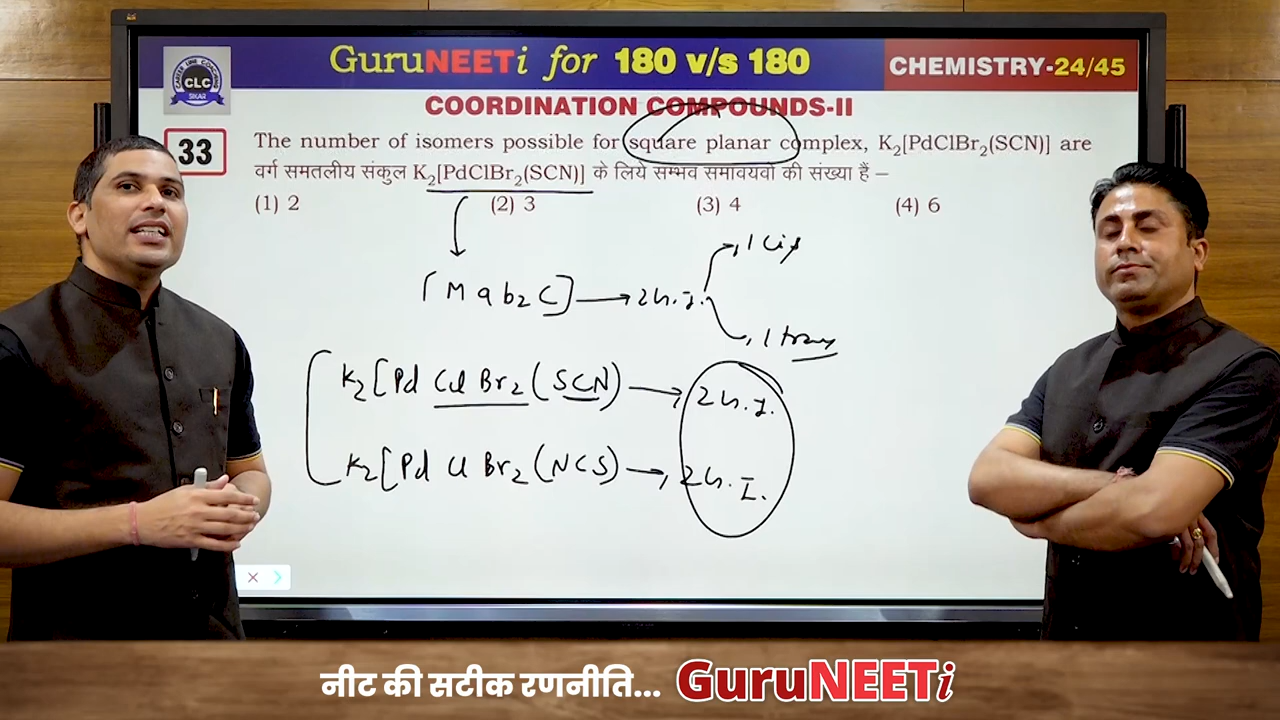 GuruNEETi for 180 v/s 180
CHEMISTRY-24/45
CLC
SIKAR
COORDINATION COMPOUNDS-II
33
The number of isomers possible for square planar complex, K₂[PdClBr₂(SCN)] are
वर्ग समतलीय संकुल K₂[PdClBr₂(SCN)] के लिये सम्भव समावयवों की संख्या हैं –
(1) 2 (2) 3 (3) 4 (4) 6
[M a b₂ C] → 2 G.I.
1 Cis
1 trans
K₂[Pd Cl Br₂ (SCN) → 2 G.I.
K₂[Pd Cl Br₂ (NCS) → 2 G.I.
नीट की सटीक रणनीति... GuruNEETi